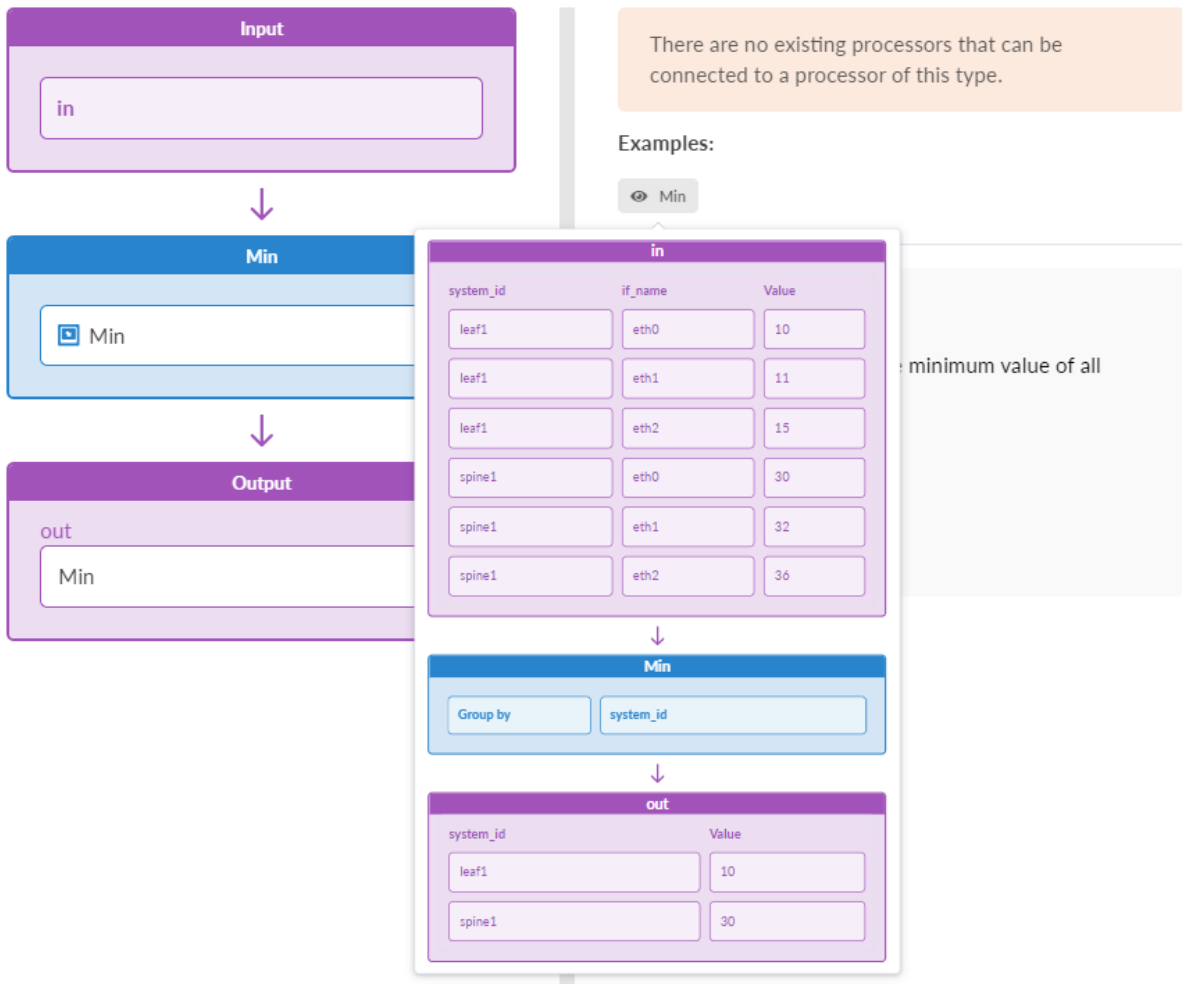 Input
in
Min
Min
Output
out
Min
There are no existing processors that can be
connected to a processor of this type.
Examples:
Min
minimum value of all
in
system_id if_name Value
leaf1 eth0 10
leaf1 eth1 11
leaf1 eth2 15
spine1 eth0 30
spine1 eth1 32
spine1 eth2 36
Min
Group by system_id
out
system_id Value
leaf1 10
spine1 30